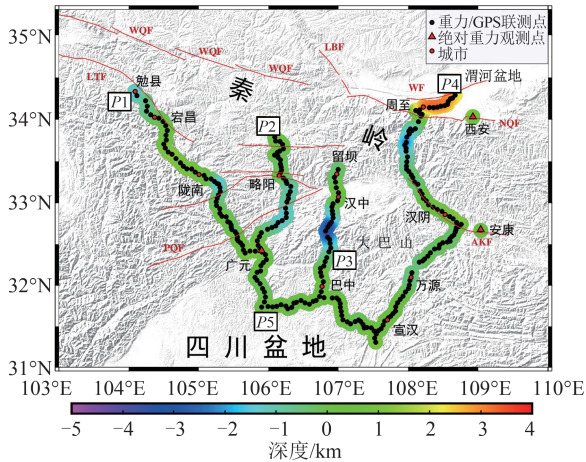 35°N
34°N
33°N
32°N
31°N
重力/GPS联测点
绝对重力观测点
城市
WQF
WQF
WQF
LBF
LTF
勉县
P1
宕昌
秦
岭
P2
留坝
周至
WF
P4
渭河盆地
西安
NQF
陇南
略阳
汉中
汉阴
安康
AKF
PQF
广元
大巴山
P3
巴中
万源
P5
宣汉
四川盆地
103°E
104°E
105°E
106°E
107°E
108°E
109°E
110°E
−5
−4
−3
−2
−1
0
1
2
3
4
深度/km